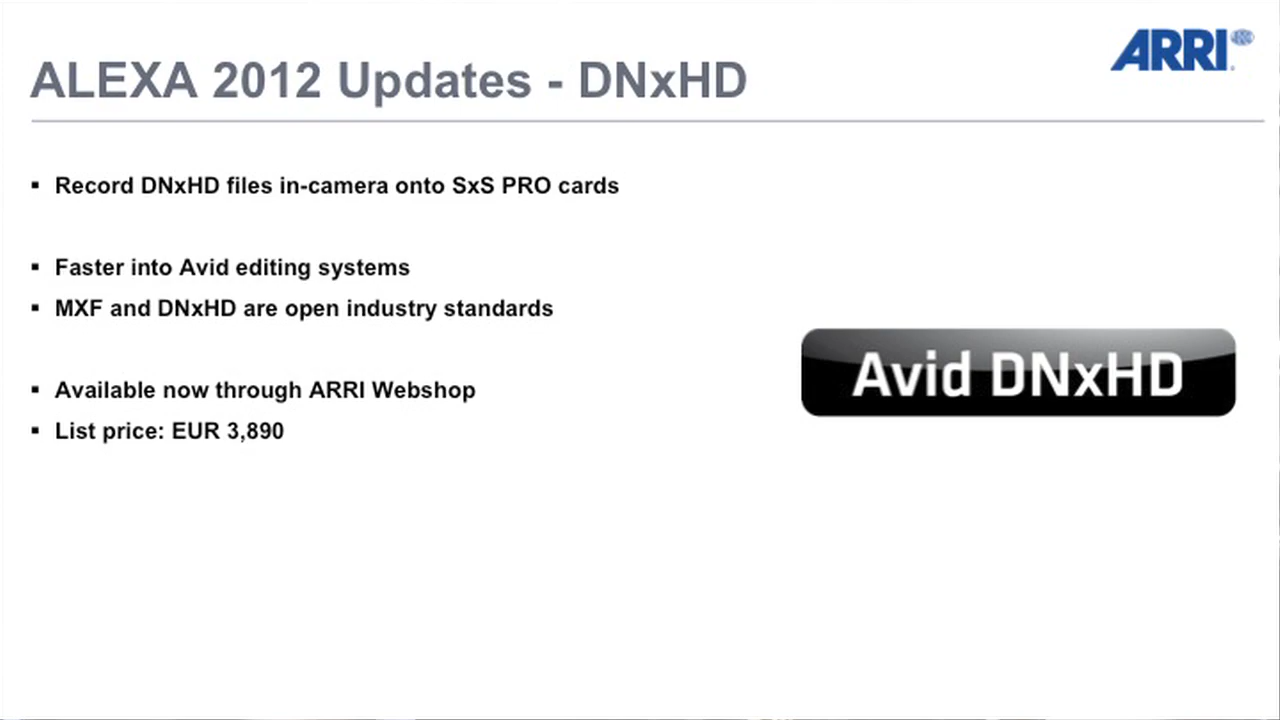 ARRI
ALEXA 2012 Updates - DNxHD
▪ Record DNxHD files in-camera onto SxS PRO cards
▪ Faster into Avid editing systems
▪ MXF and DNxHD are open industry standards
Avid DNxHD
▪ Available now through ARRI Webshop
▪ List price: EUR 3,890